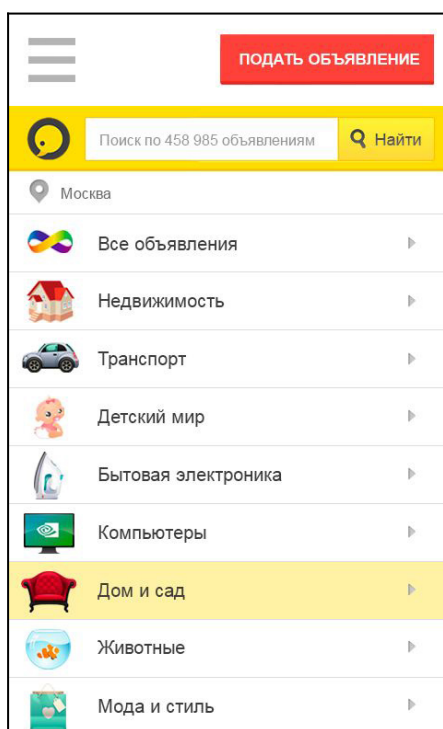 ПОДАТЬ ОБЪЯВЛЕНИЕ
Поиск по 458 985 объявлениям Найти
Москва
Все объявления
Недвижимость
Транспорт
Детский мир
Бытовая электроника
Компьютеры
Дом и сад
Животные
Мода и стиль